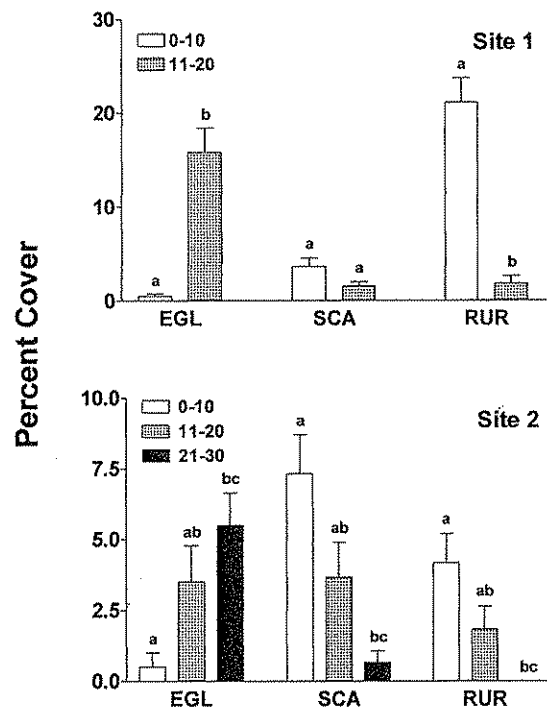 30
0-10
11-20
Site 1
a
b
20
a
b
10
a
a
0
EGL
SCA
RUR
Percent Cover
10.0
0-10
11-20
21-30
Site 2
a
7.5
bc
a
ab
ab
5.0
ab
2.5
a
bc
bc
0.0
EGL
SCA
RUR